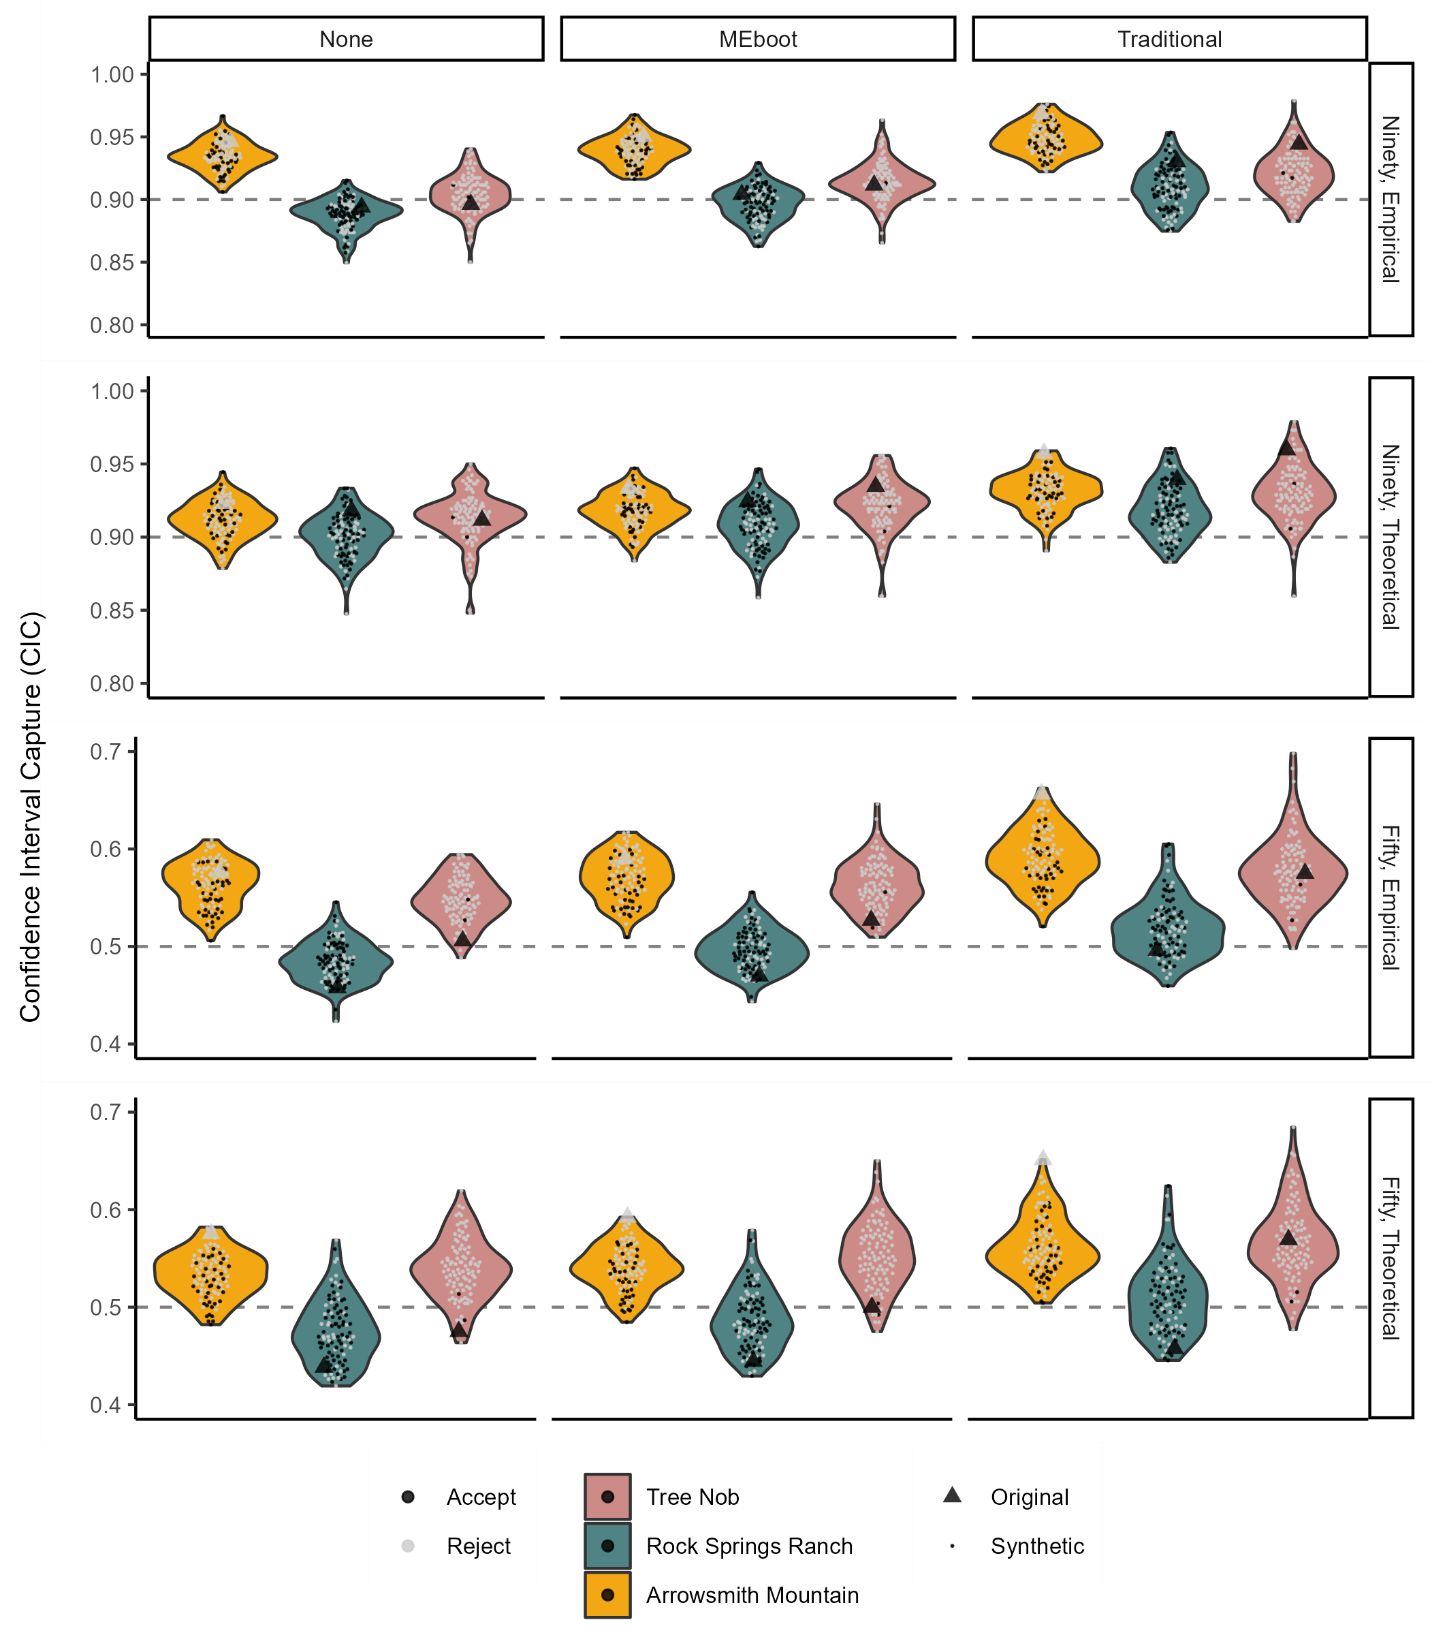 None
MEboot
Traditional
1.00
0.95
0.90
0.85
0.80
Ninety, Empirical
1.00
0.95
0.90
0.85
0.80
Ninety, Theoretical
Confidence Interval Capture (CIC)
0.7
0.6
0.5
0.4
Fifty, Empirical
0.7
0.6
0.5
0.4
Fifty, Theoretical
Accept
Reject
Tree Nob
Rock Springs Ranch
Arrowsmith Mountain
Original
Synthetic